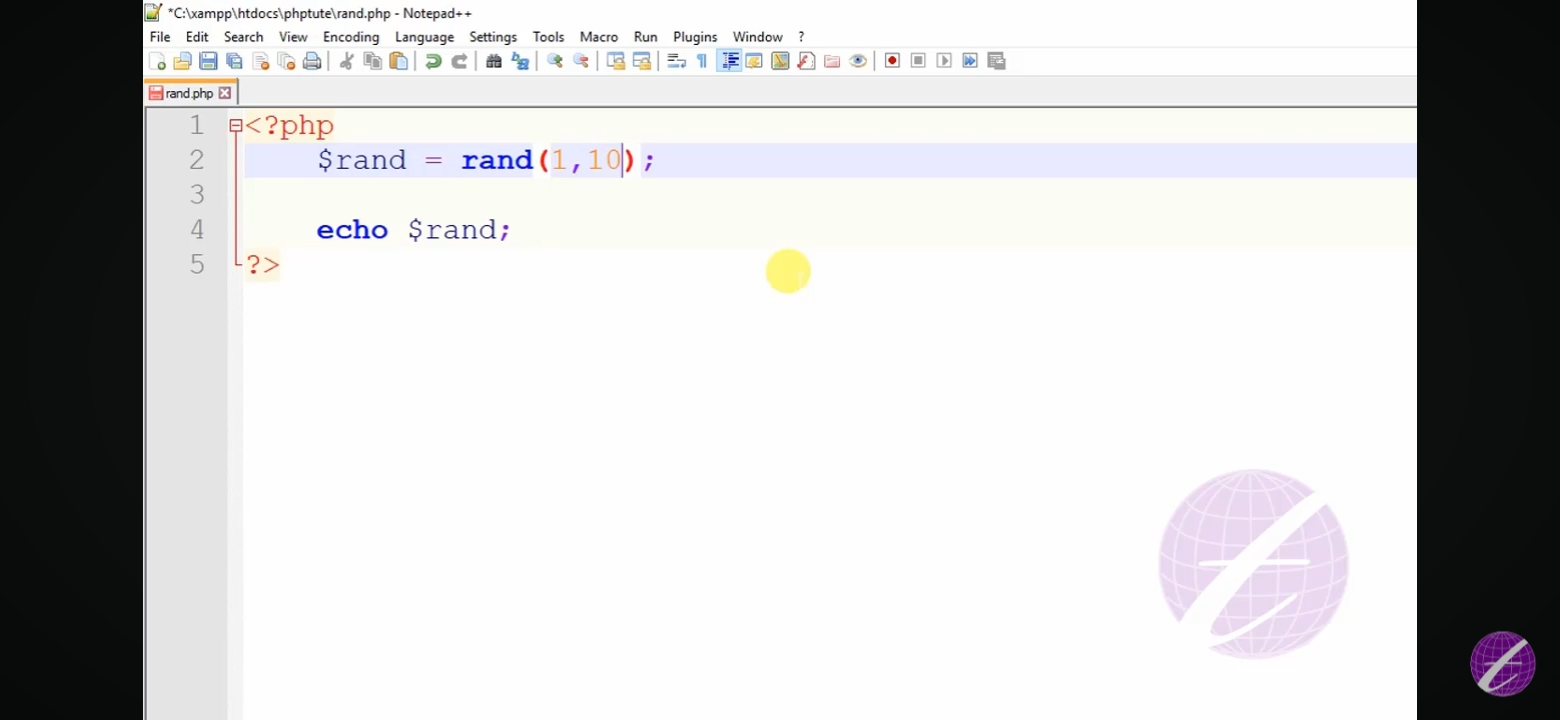 *C:\xampp\htdocs\phptute\rand.php - Notepad++
File Edit Search View Encoding Language Settings Tools Macro Run Plugins Window ?
rand.php
1 <?php
2 $rand = rand(1,10);
3
4 echo $rand;
5 ?>